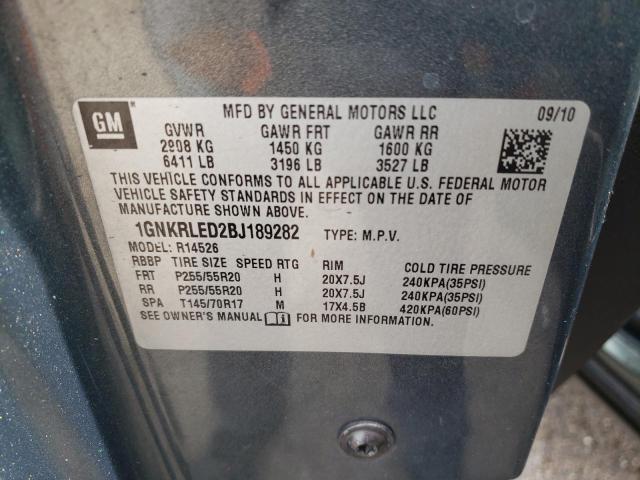 GM
MFD BY GENERAL MOTORS LLC 09/10
GVWR GAWR FRT GAWR RR
2908 KG 1450 KG 1600 KG
6411 LB 3196 LB 3527 LB
THIS VEHICLE CONFORMS TO ALL APPLICABLE U.S. FEDERAL MOTOR
VEHICLE SAFETY STANDARDS IN EFFECT ON THE DATE OF
MANUFACTURE SHOWN ABOVE.
1GNKRLED2BJ189282 TYPE: M.P.V.
MODEL: R14526
RBBP TIRE SIZE SPEED RTG RIM COLD TIRE PRESSURE
FRT P255/55R20 H 20X7.5J 240KPA(35PSI)
RR P255/55R20 H 20X7.5J 240KPA(35PSI)
SPA T145/70R17 M 17X4.5B 420KPA(60PSI)
SEE OWNER'S MANUAL FOR MORE INFORMATION.